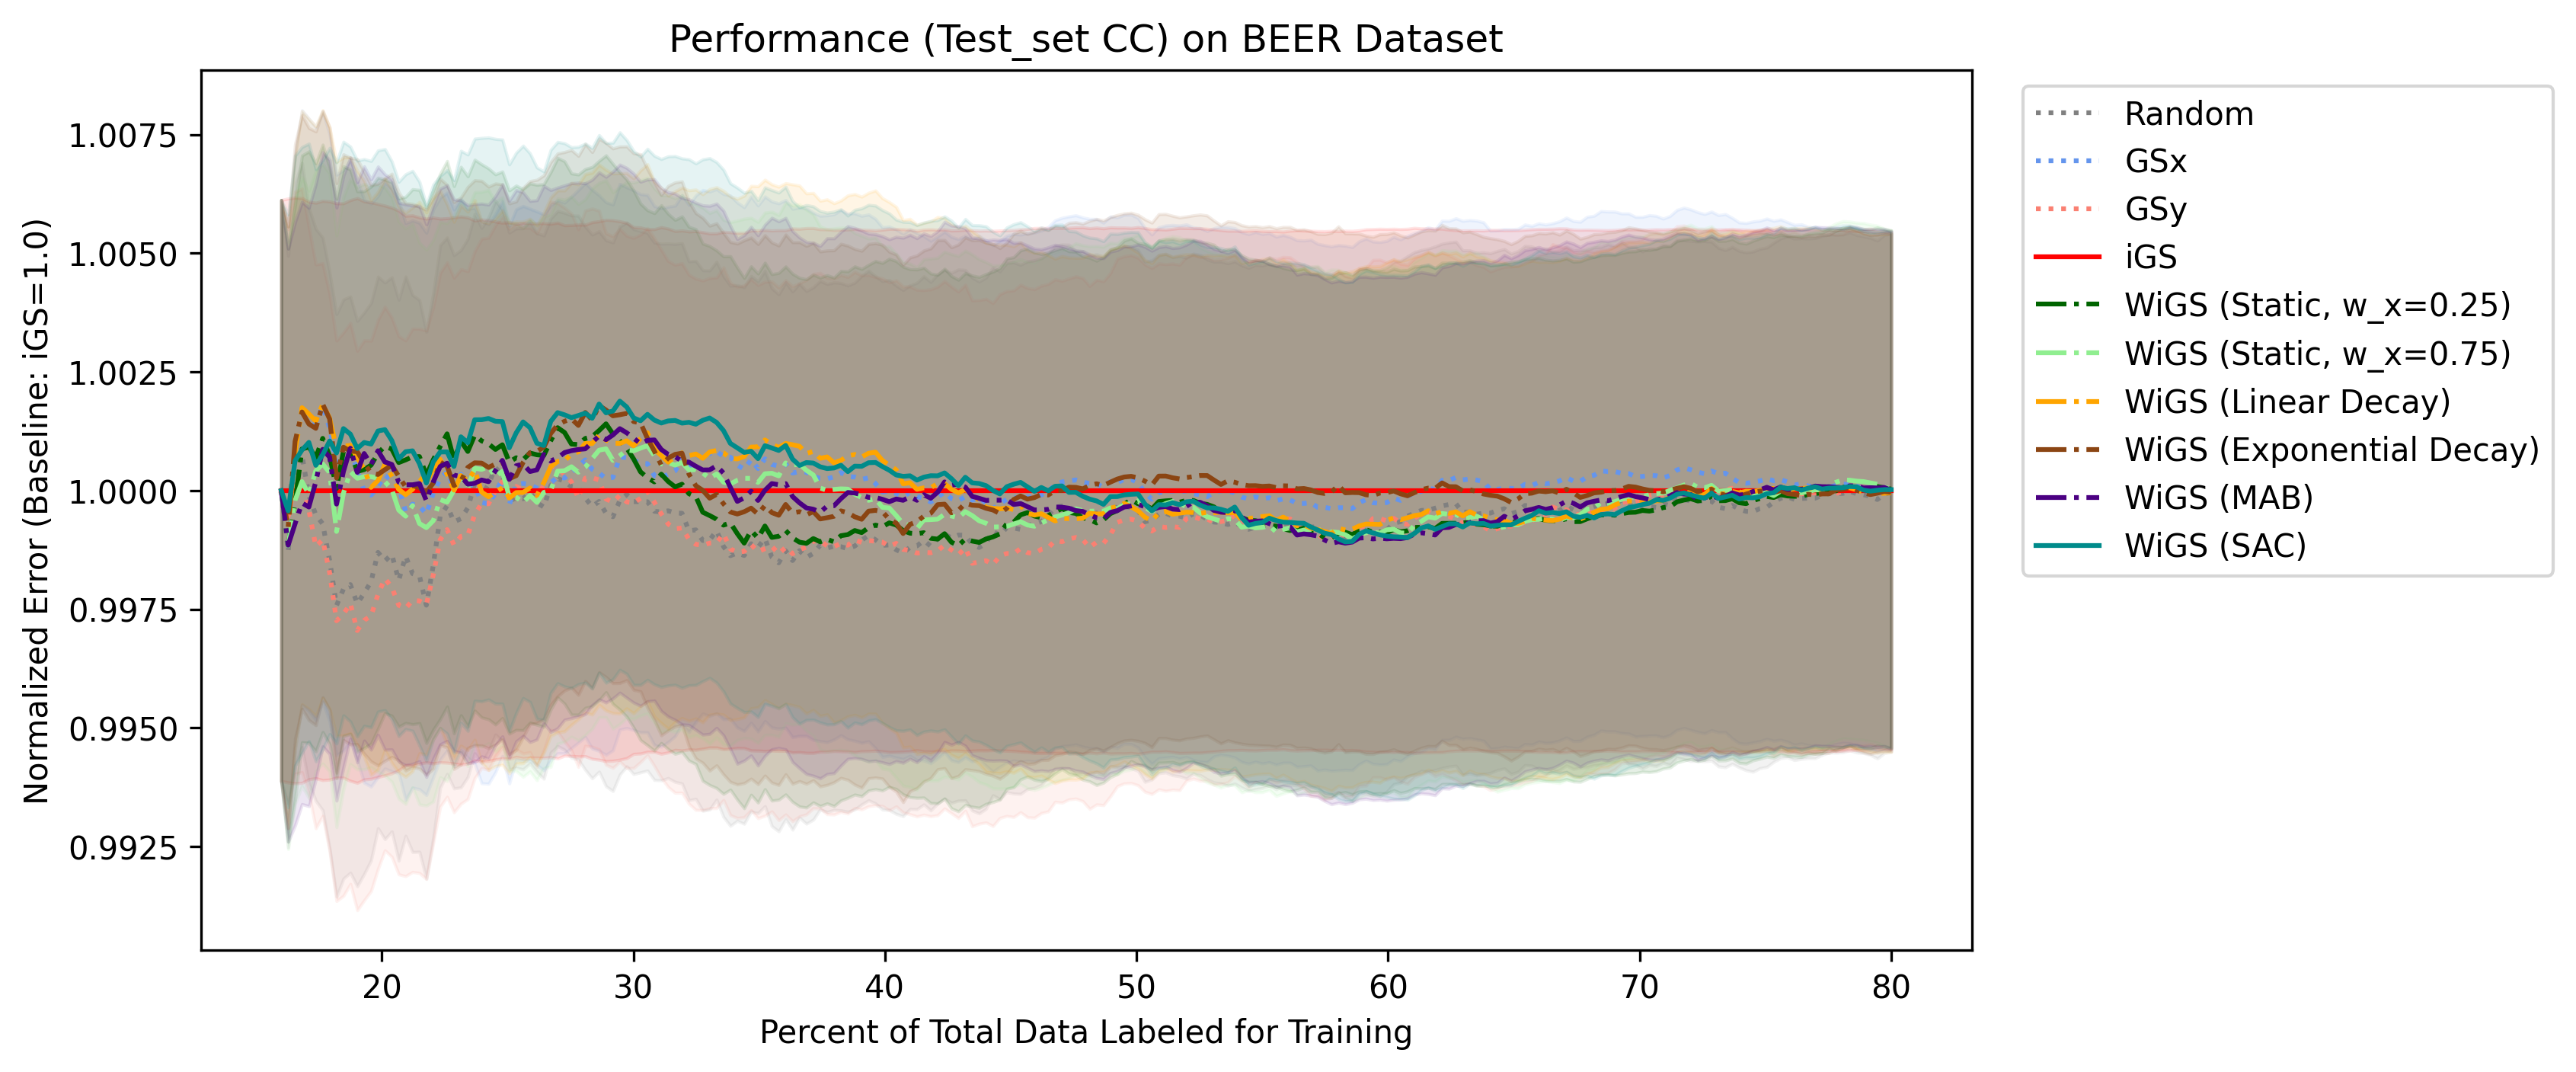 Performance (Test_set CC) on BEER Dataset
Normalized Error (Baseline: iGS=1.0)
1.0075
1.0050
1.0025
1.0000
0.9975
0.9950
0.9925
20 30 40 50 60 70 80
Percent of Total Data Labeled for Training
Random
GSx
GSy
iGS
WiGS (Static, w_x=0.25)
WiGS (Static, w_x=0.75)
WiGS (Linear Decay)
WiGS (Exponential Decay)
WiGS (MAB)
WiGS (SAC)